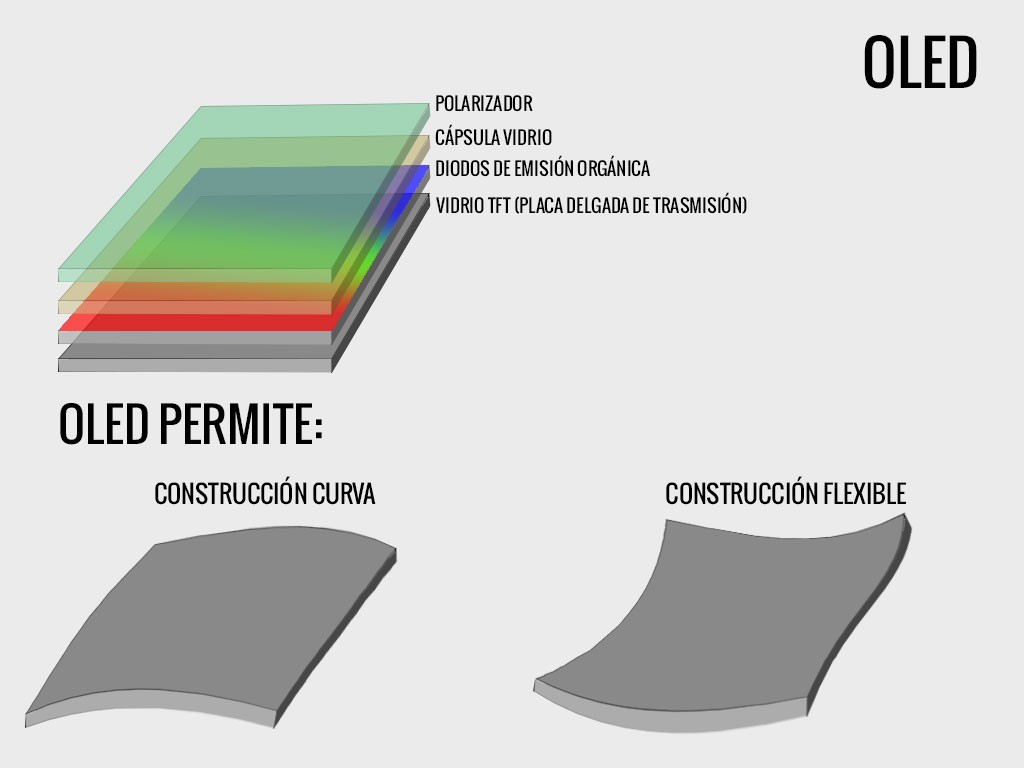 OLED
POLARIZADOR
CÁPSULA VIDRIO
DIODOS DE EMISIÓN ORGÁNICA
VIDRIO TFT (PLACA DELGADA DE TRASMISIÓN)
OLED PERMITE:
CONSTRUCCIÓN CURVA
CONSTRUCCIÓN FLEXIBLE